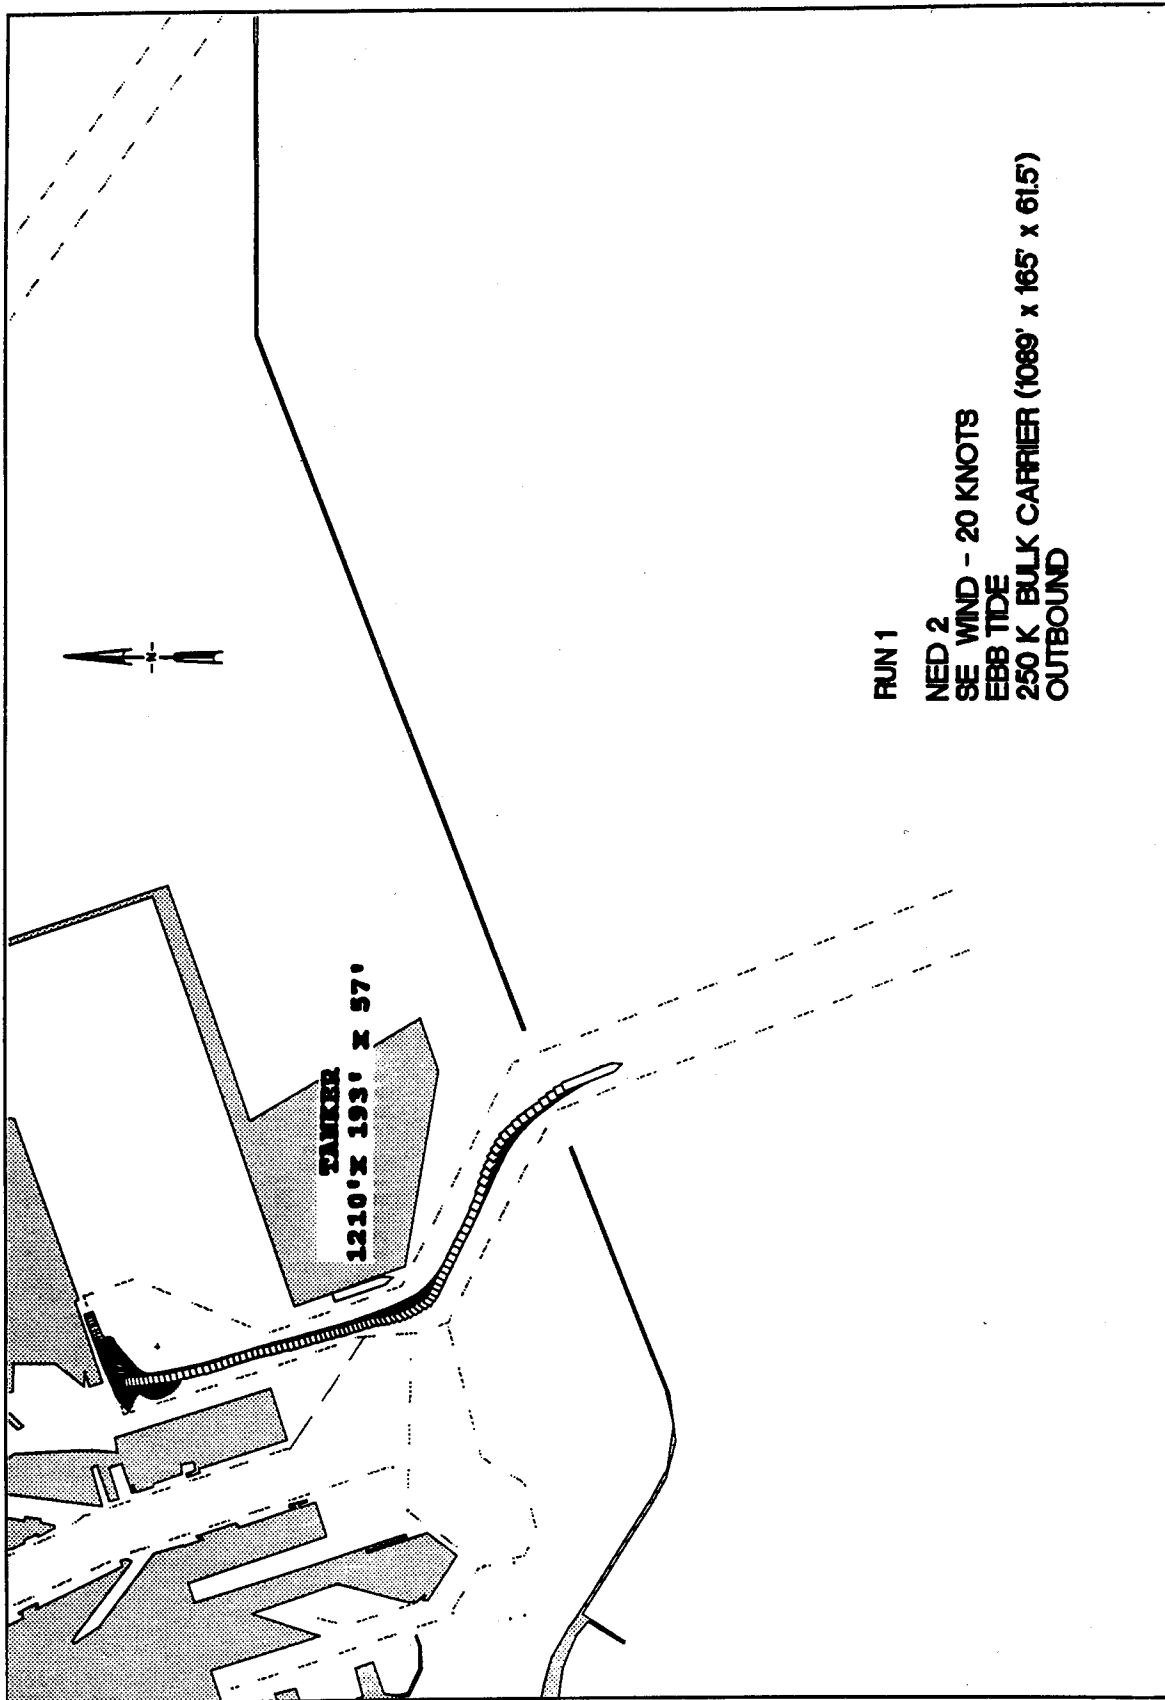 TANKER
1210'X 193' X 57'
N
RUN 1
NED 2
SE WIND - 20 KNOTS
EBB TIDE
250 K BULK CARRIER (1089' x 165' x 61.5')
OUTBOUND